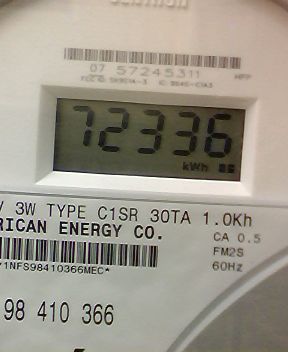 07 57245311
72336
kWh
V 3W TYPE C1SR 30TA 1.0Kh
RICAN ENERGY CO.
CA 0.5
FM2S
60Hz
Y1NFS98410366MEC*
98 410 366